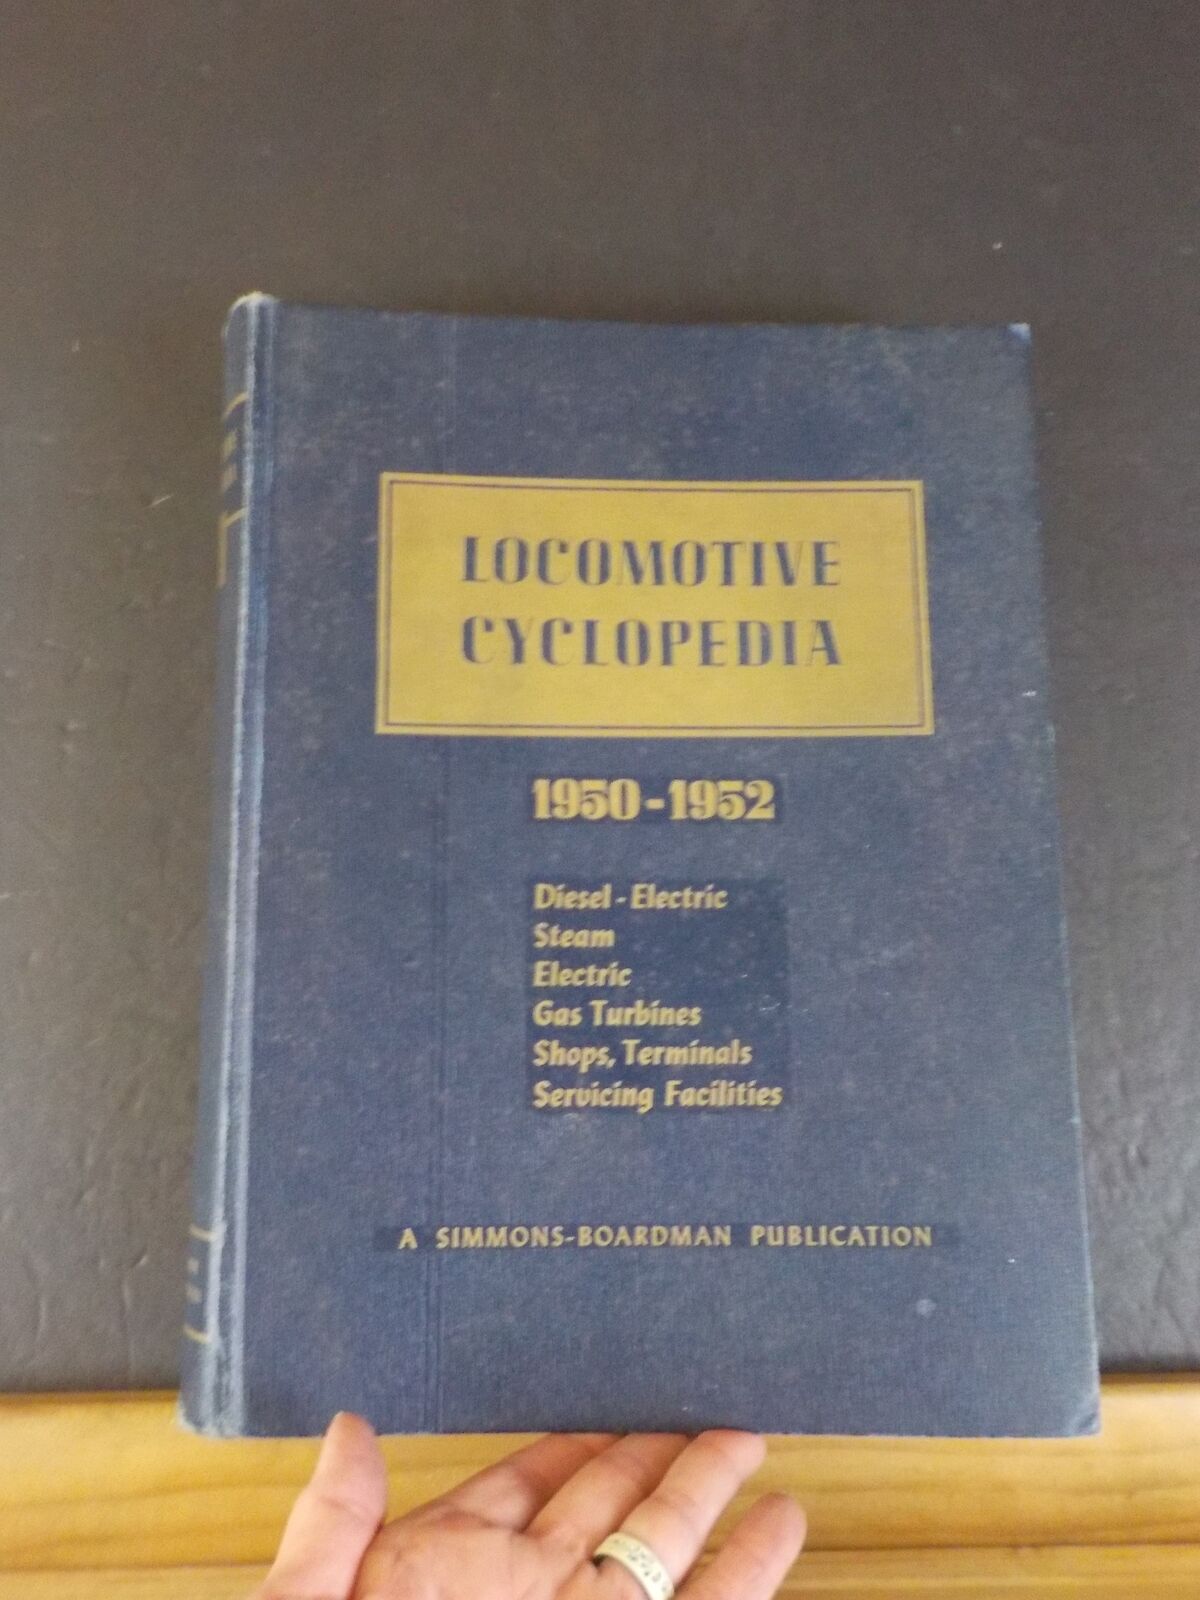 LOCOMOTIVE
CYCLOPEDIA
1950-1952
Diesel-Electric
Steam
Electric
Gas Turbines
Shops, Terminals
Servicing Facilities
A SIMMONS-BOARDMAN PUBLICATION